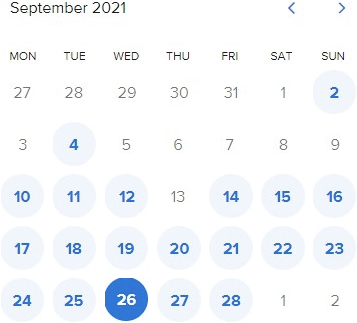 September 2021
MON TUE WED THU FRI SAT SUN
27 28 29 30 31 1 2
3 4 5 6 7 8 9
10 11 12 13 14 15 16
17 18 19 20 21 22 23
24 25 26 27 28 1 2